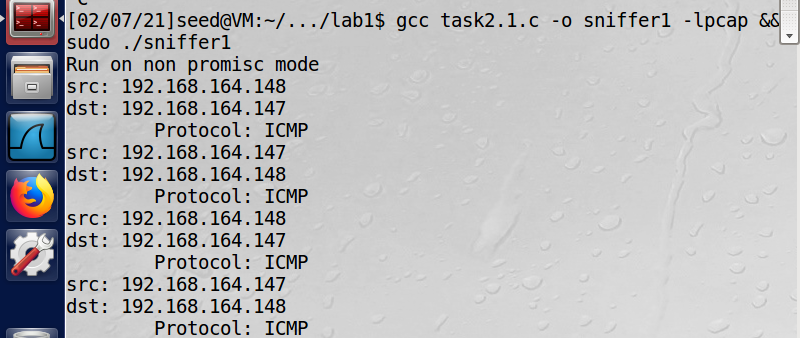 [02/07/21]seed@VM:~/.../lab1$ gcc task2.1.c -o sniffer1 -lpcap &&
sudo ./sniffer1
Run on non promisc mode
src: 192.168.164.148
dst: 192.168.164.147
Protocol: ICMP
src: 192.168.164.147
dst: 192.168.164.148
Protocol: ICMP
src: 192.168.164.148
dst: 192.168.164.147
Protocol: ICMP
src: 192.168.164.147
dst: 192.168.164.148
Protocol: ICMP